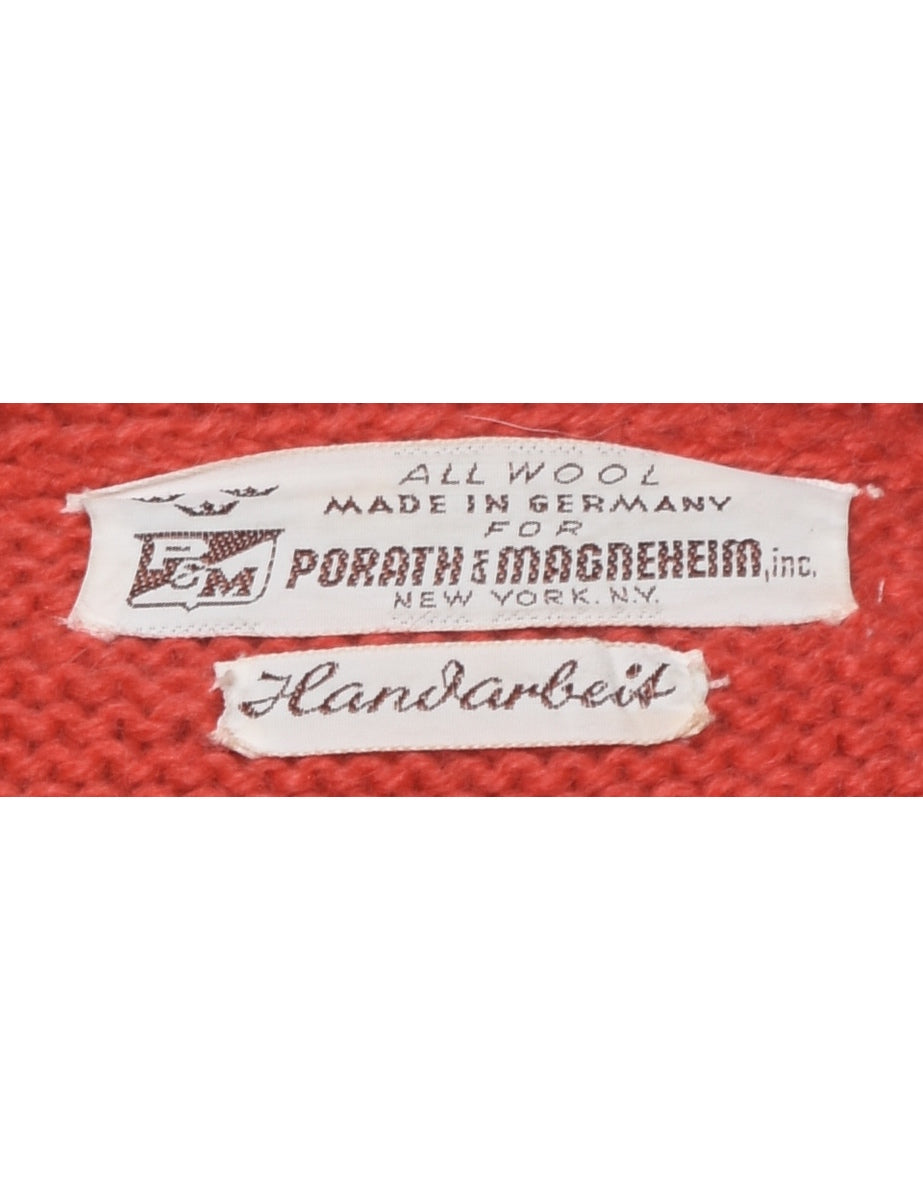 ALL WOOL
MADE IN GERMANY
FOR
P&M
PORATH & MAGNEHEIM, inc.
NEW YORK. N.Y.
Handarbeit